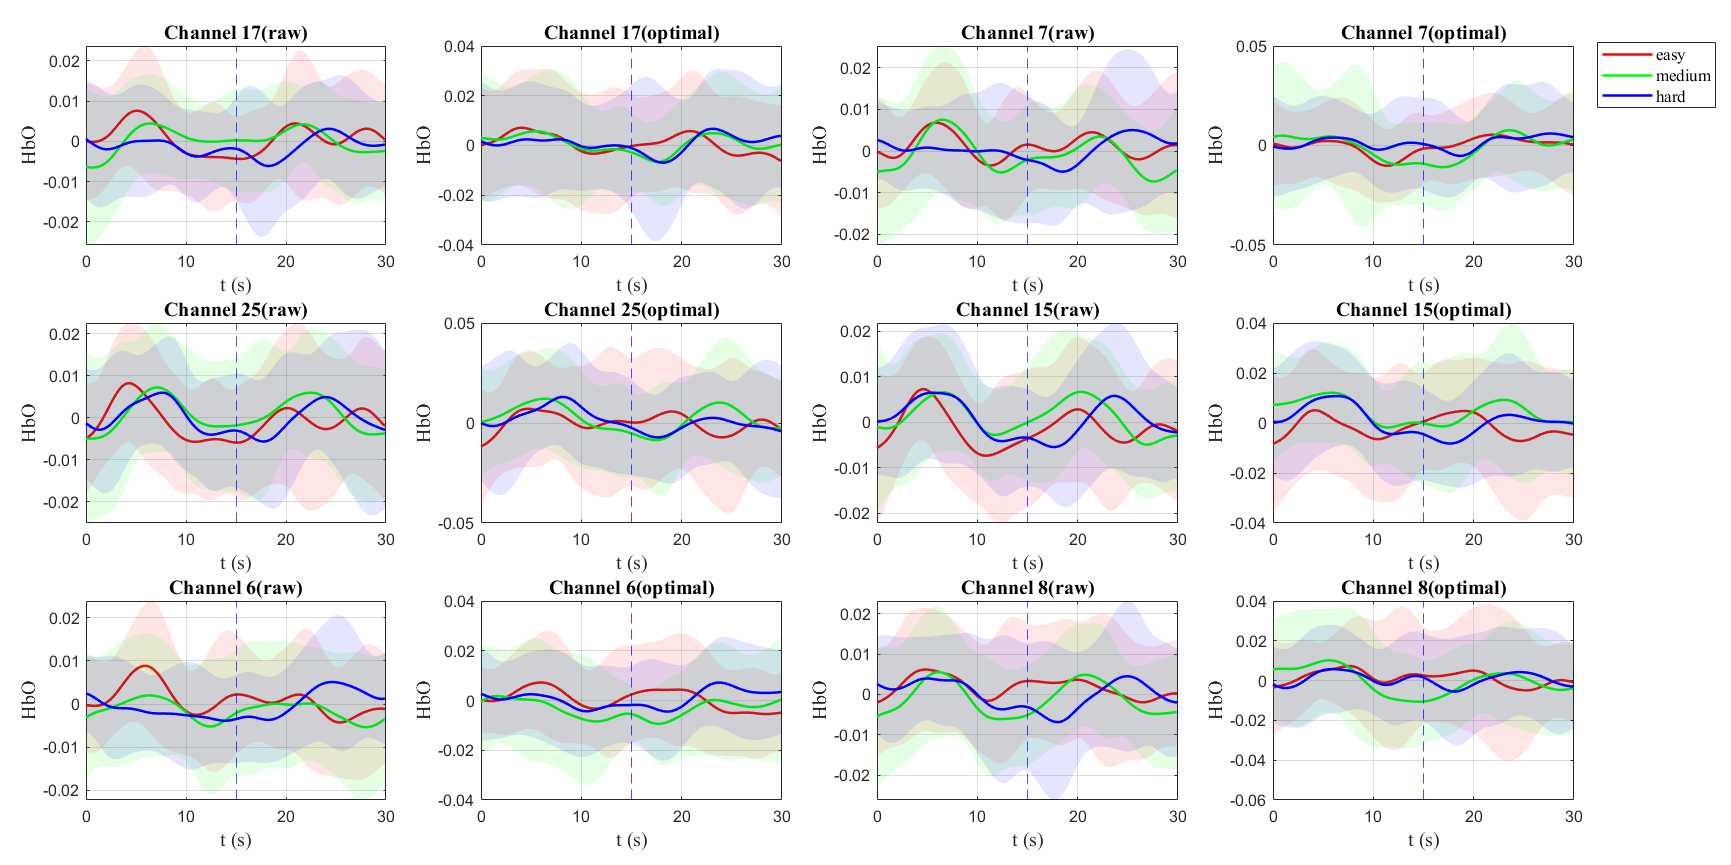 Channel 17(raw)
0.02
0.01
0
-0.01
-0.02
HbO
0
10
20
30
t (s)
Channel 17(optimal)
0.04
0.02
0
-0.02
-0.04
HbO
0
10
20
30
t (s)
Channel 7(raw)
0.02
0.01
0
-0.01
-0.02
HbO
0
10
20
30
t (s)
Channel 7(optimal)
0.05
0
-0.05
HbO
0
10
20
30
t (s)
easy
medium
hard
Channel 25(raw)
0.02
0.01
0
-0.01
-0.02
HbO
0
10
20
30
t (s)
Channel 25(optimal)
0.05
0
-0.05
HbO
0
10
20
30
t (s)
Channel 15(raw)
0.02
0.01
0
-0.01
-0.02
HbO
0
10
20
30
t (s)
Channel 15(optimal)
0.04
0.02
0
-0.02
-0.04
HbO
0
10
20
30
t (s)
Channel 6(raw)
0.02
0.01
0
-0.01
-0.02
HbO
0
10
20
30
t (s)
Channel 6(optimal)
0.04
0.02
0
-0.02
-0.04
HbO
0
10
20
30
t (s)
Channel 8(raw)
0.02
0.01
0
-0.01
-0.02
HbO
0
10
20
30
t (s)
Channel 8(optimal)
0.04
0.02
0
-0.02
-0.04
-0.06
HbO
0
10
20
30
t (s)